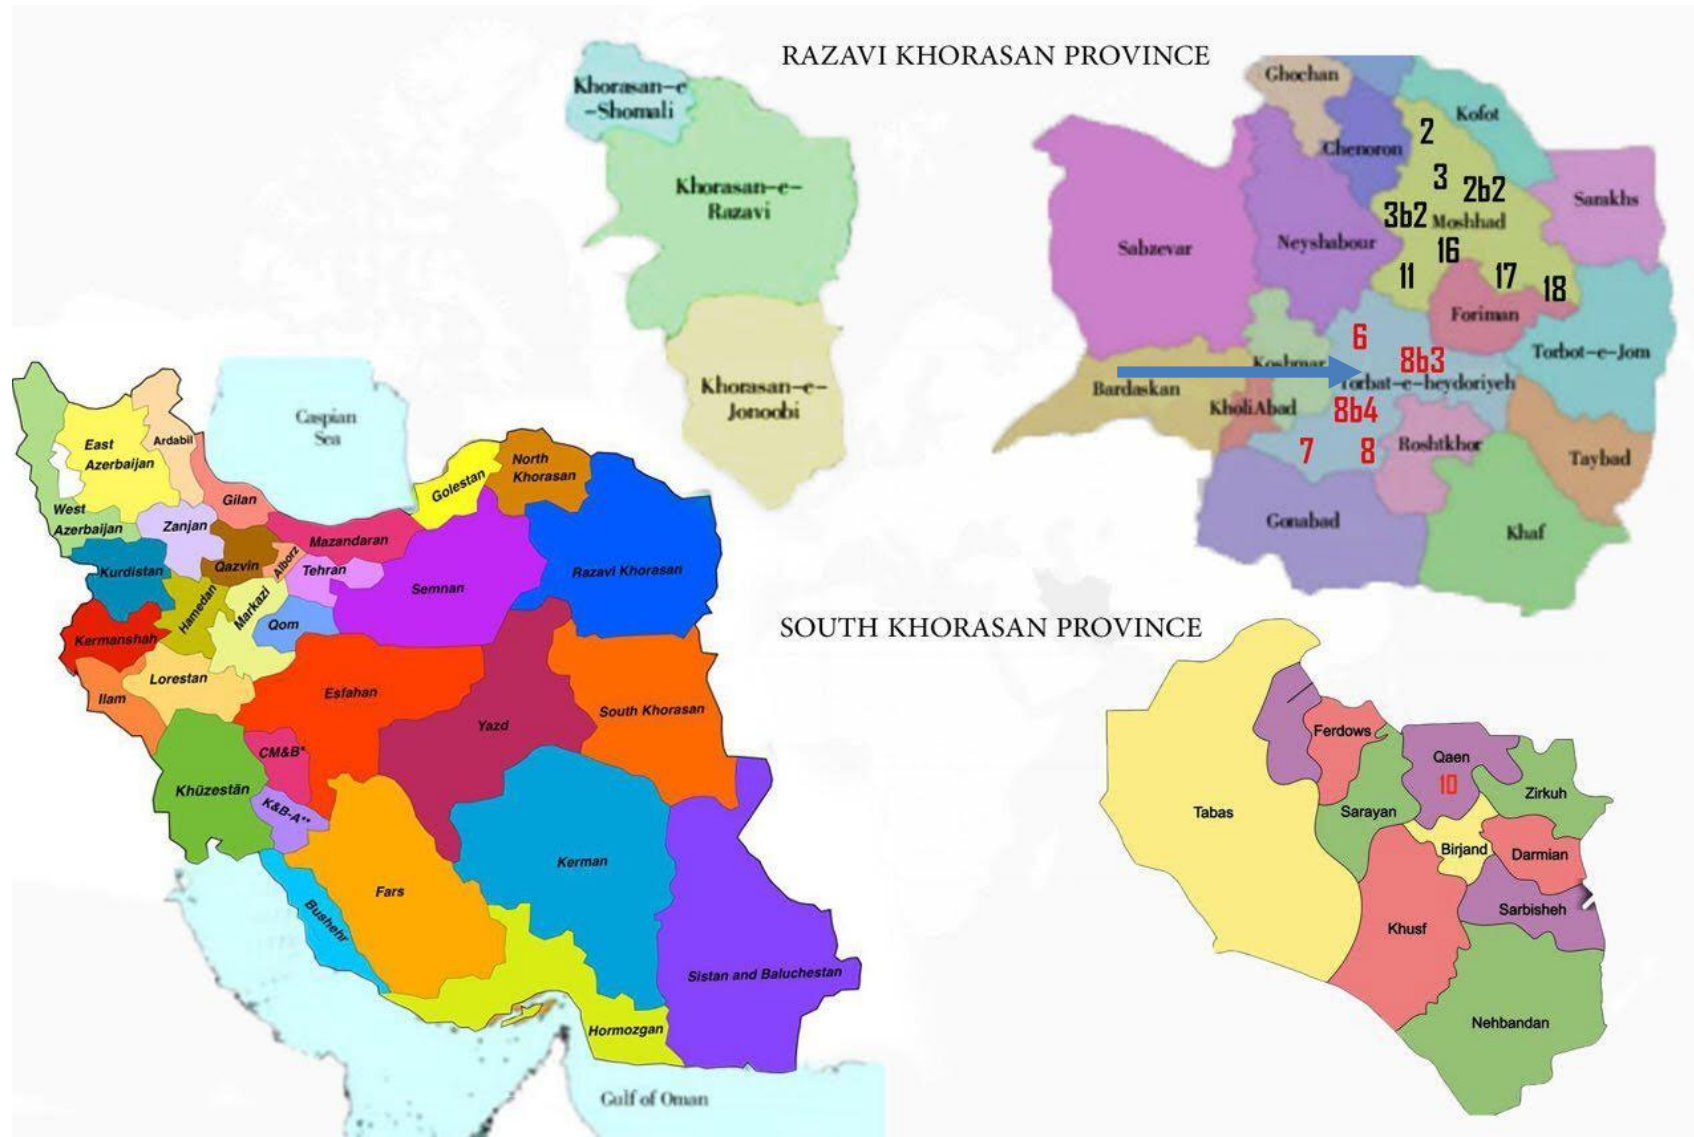 RAZAVI KHORASAN PROVINCE
Khorasan-e
-Shomali
Khorasan-e-
Razavi
Khorasan-e-
Jonoobi
Ghochan
Kofot
2
Chenoron
3
2b2
3b2
Moshhad
Sarakhs
Sabzevar
Neyshabour
16
11
17
18
Foriman
6
8b3
Torbot-e-Jom
Koshmar
Torbat-e-heydoriyeh
Bardaskan
KholiAbad
8b4
7
8
Roshtkhor
Taybad
Gonabad
Khaf
Caspian
Sea
East
Azerbaijan
Ardabil
West
Azerbaijan
Gilan
Zanjan
Golestan
North
Khorasan
Mazandaran
Kurdistan
Qazvin
Alborz
Tehran
Semnan
Razavi Khorasan
Hamedan
Markazi
Qom
Kermanshah
Ilam
Lorestan
Esfahan
Yazd
South Khorasan
CM&B*
Khūzestān
K&B-A**
Fars
Kerman
Bushehr
Hormozgan
Sistan and Baluchestan
Gulf of Oman
SOUTH KHORASAN PROVINCE
Ferdows
Qaen
10
Zirkuh
Tabas
Sarayan
Birjand
Darmian
Khusf
Sarbisheh
Nehbandan